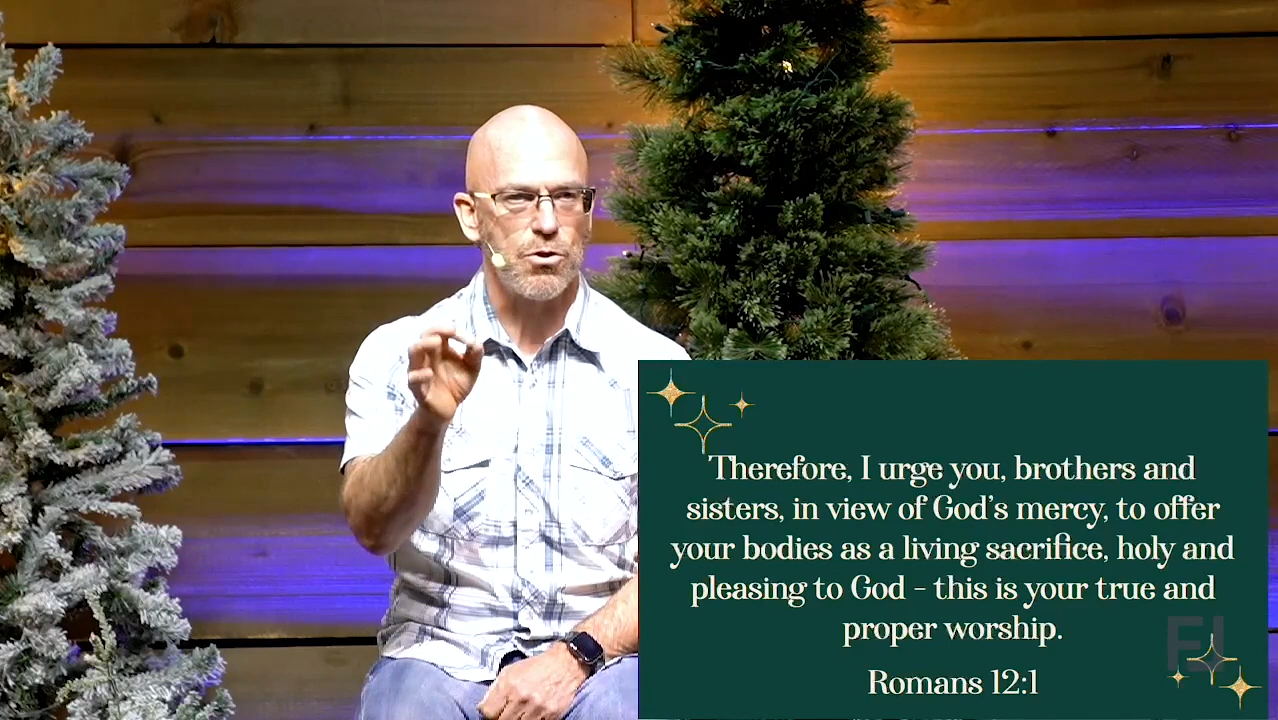 Therefore, I urge you, brothers and
sisters, in view of God's mercy, to offer
your bodies as a living sacrifice, holy and
pleasing to God - this is your true and
proper worship.
Romans 12:1